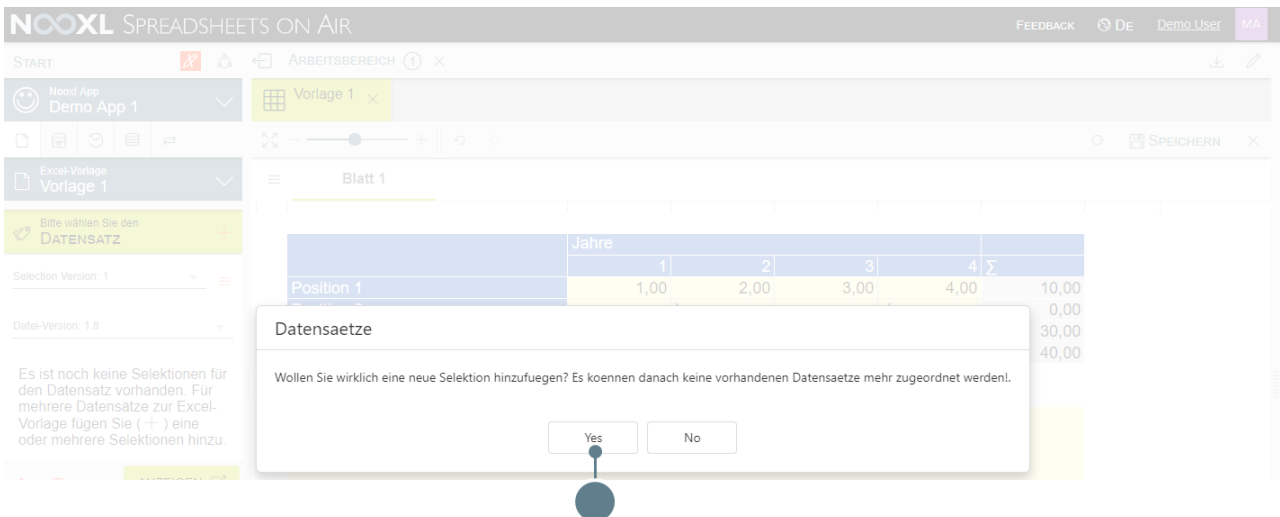 NOOXL SPREADSHEETS ON AIR
FEEDBACK DE Demo User MA
START
ARBEITSBEREICH 1
Nooxl App
Demo App 1
Vorlage 1
SPEICHERN
Excel-Vorlage
Vorlage 1
Blatt 1
Bitte wählen Sie den
DATENSATZ
Selection Version: 1
Datei-Version: 1.8
Es ist noch keine Selektionen für
den Datensatz vorhanden. Für
mehrere Datensätze zur Excel-
Vorlage fügen Sie ( + ) eine
oder mehrere Selektionen hinzu.
ANZEIGEN
Jahre
1 2 3 4 Σ
Position 1 1,00 2,00 3,00 4,00 10,00
0,00
30,00
40,00
Datensaetze
Wollen Sie wirklich eine neue Selektion hinzufuegen? Es koennen danach keine vorhandenen Datensaetze mehr zugeordnet werden!.
Yes No